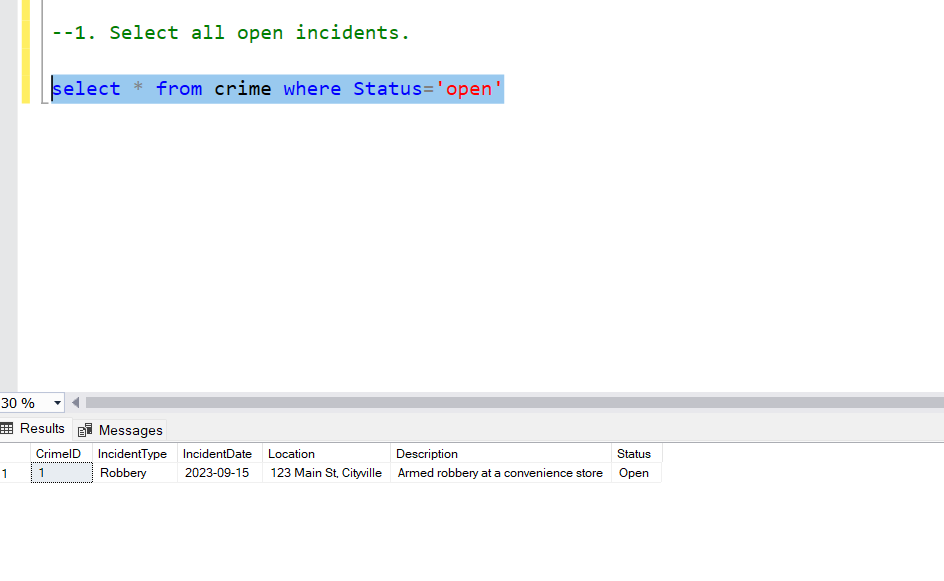 --1. Select all open incidents.
select * from crime where Status='open'
30 %
Results Messages
CrimeID IncidentType IncidentDate Location Description Status
1 1 Robbery 2023-09-15 123 Main St, Cityville Armed robbery at a convenience store Open